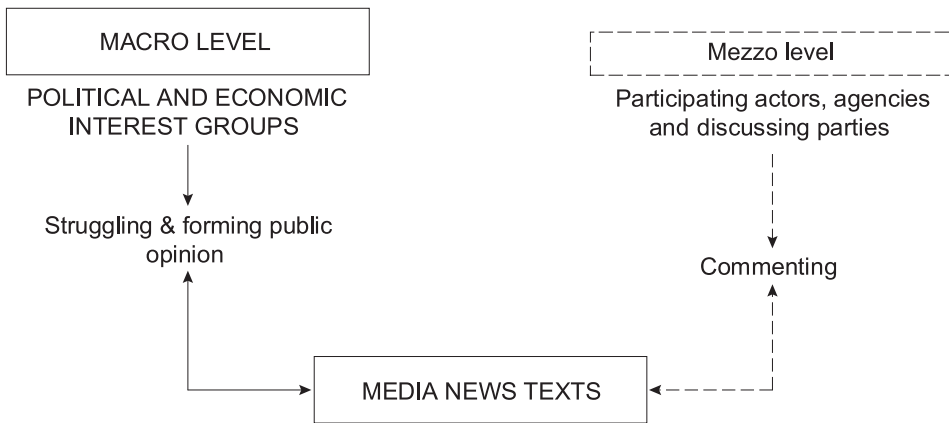 MACRO LEVEL
POLITICAL AND ECONOMIC
INTEREST GROUPS
Struggling & forming public
opinion
Mezzo level
Participating actors, agencies
and discussing parties
Commenting
MEDIA NEWS TEXTS